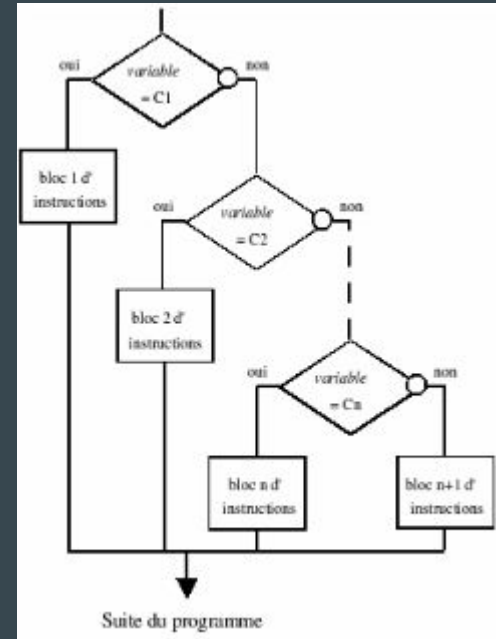 oui
variable
= C1
non
bloc 1 d'
instructions
oui
variable
= C2
non
bloc 2 d'
instructions
oui
variable
= Cn
non
bloc n d'
instructions
bloc n+1 d'
instructions
Suite du programme